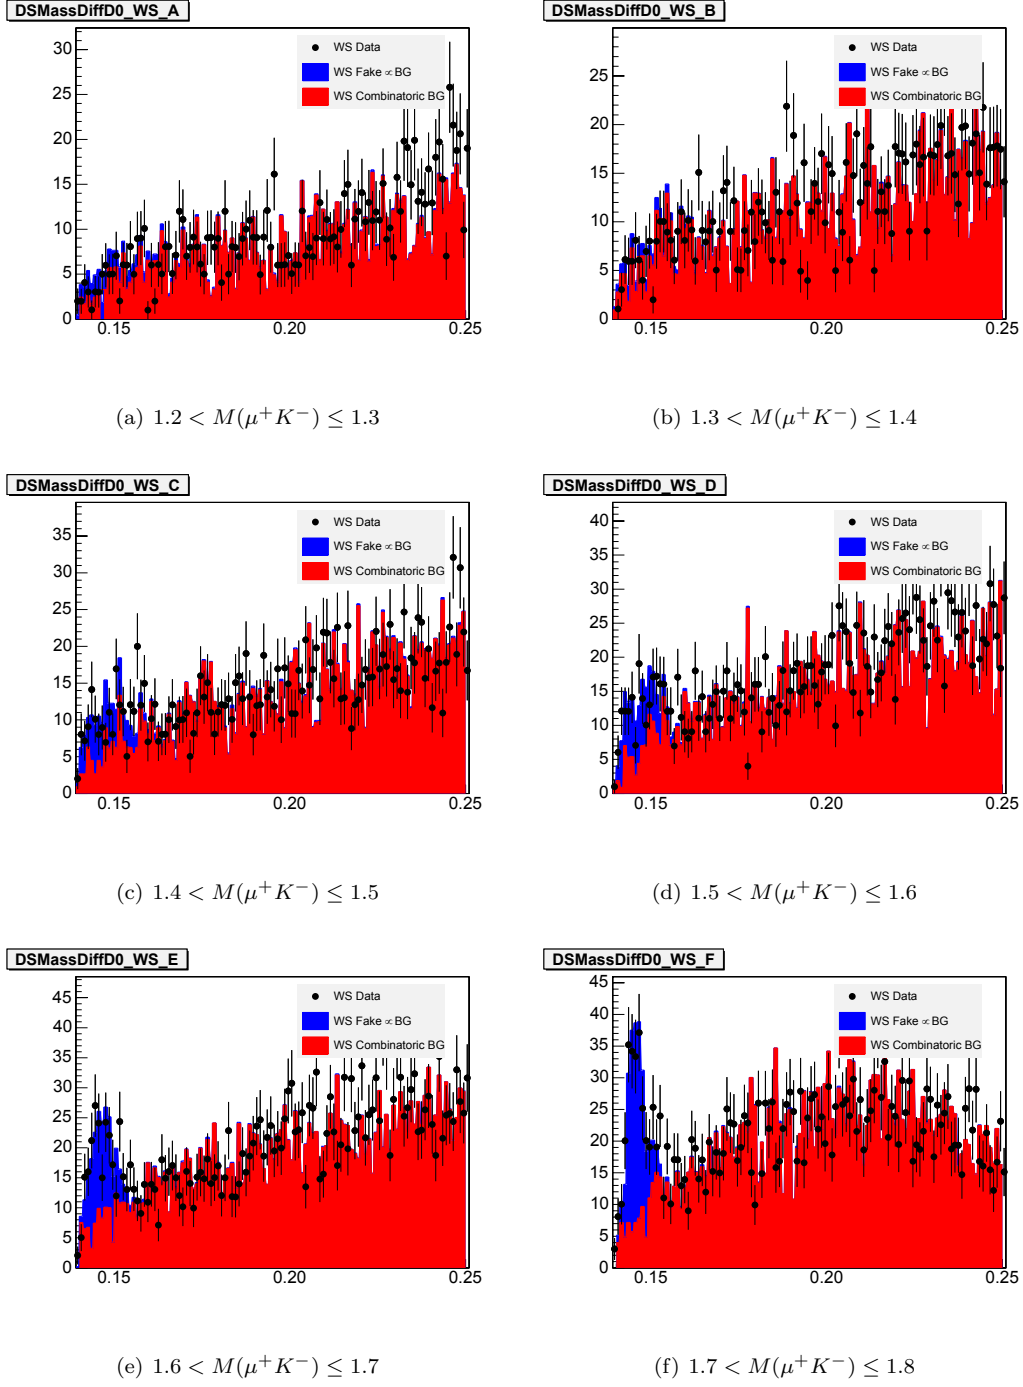 DSMassDiffD0_WS_A
30
25
20
15
10
5
0
0.15 0.20 0.25
WS Data
WS Fake ∝ BG
WS Combinatoric BG
(a) 1.2 < M(μ⁺K⁻) ≤ 1.3
DSMassDiffD0_WS_B
25
20
15
10
5
0
0.15 0.20 0.25
WS Data
WS Fake ∝ BG
WS Combinatoric BG
(b) 1.3 < M(μ⁺K⁻) ≤ 1.4
DSMassDiffD0_WS_C
35
30
25
20
15
10
5
0
0.15 0.20 0.25
WS Data
WS Fake ∝ BG
WS Combinatoric BG
(c) 1.4 < M(μ⁺K⁻) ≤ 1.5
DSMassDiffD0_WS_D
40
35
30
25
20
15
10
5
0
0.15 0.20 0.25
WS Data
WS Fake ∝ BG
WS Combinatoric BG
(d) 1.5 < M(μ⁺K⁻) ≤ 1.6
DSMassDiffD0_WS_E
45
40
35
30
25
20
15
10
5
0
0.15 0.20 0.25
WS Data
WS Fake ∝ BG
WS Combinatoric BG
(e) 1.6 < M(μ⁺K⁻) ≤ 1.7
DSMassDiffD0_WS_F
45
40
35
30
25
20
15
10
5
0
0.15 0.20 0.25
WS Data
WS Fake ∝ BG
WS Combinatoric BG
(f) 1.7 < M(μ⁺K⁻) ≤ 1.8